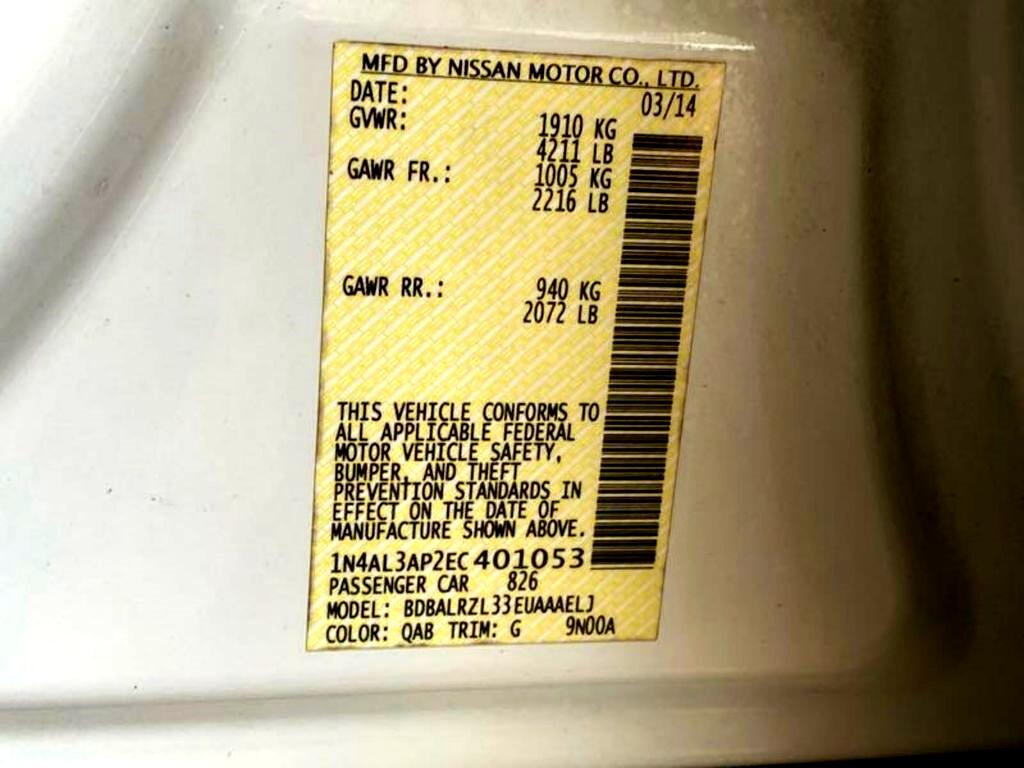 MFD BY NISSAN MOTOR CO., LTD.
DATE: 03/14
GVWR: 1910 KG
4211 LB
GAWR FR.: 1005 KG
2216 LB
GAWR RR.: 940 KG
2072 LB
THIS VEHICLE CONFORMS TO
ALL APPLICABLE FEDERAL
MOTOR VEHICLE SAFETY,
BUMPER, AND THEFT
PREVENTION STANDARDS IN
EFFECT ON THE DATE OF
MANUFACTURE SHOWN ABOVE.
1N4AL3AP2EC401053
PASSENGER CAR 826
MODEL: BDBALRZL33EUAAAELJ
COLOR: QAB TRIM: G 9N00A